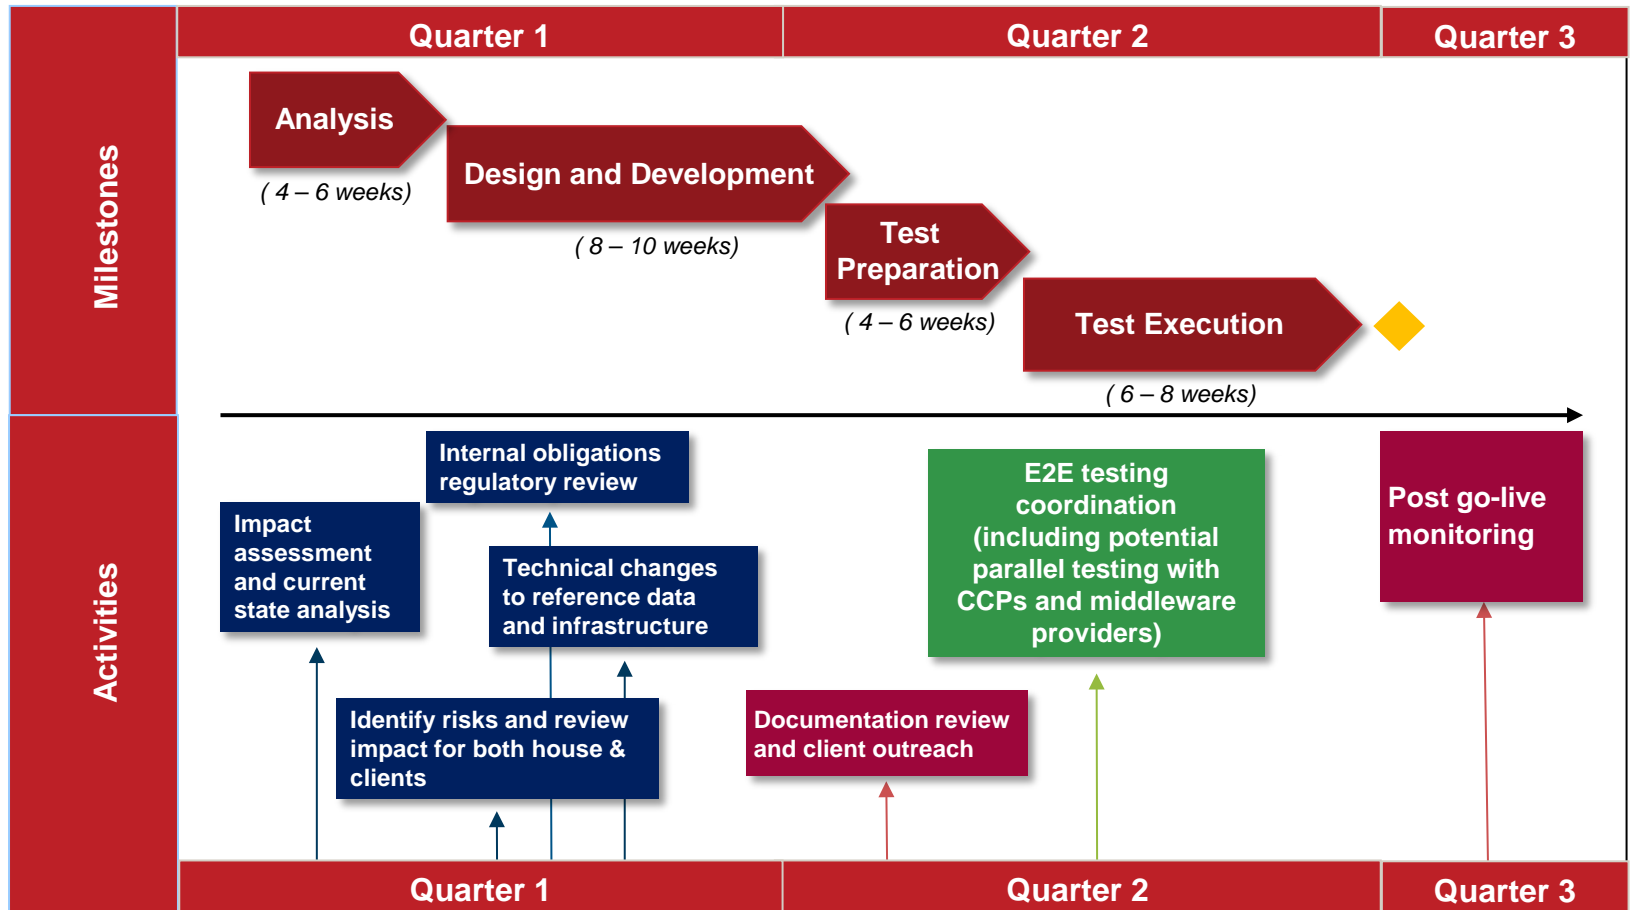 Quarter 1
Quarter 2
Quarter 3
Milestones
Analysis
( 4 – 6 weeks)
Design and Development
( 8 – 10 weeks)
Test
Preparation
( 4 – 6 weeks)
Test Execution
( 6 – 8 weeks)
Activities
Internal obligations
regulatory review
Impact
assessment
and current
state analysis
Technical changes
to reference data
and infrastructure
Identify risks and review
impact for both house &
clients
Documentation review
and client outreach
E2E testing
coordination
(including potential
parallel testing with
CCPs and middleware
providers)
Post go-live
monitoring
Quarter 1
Quarter 2
Quarter 3